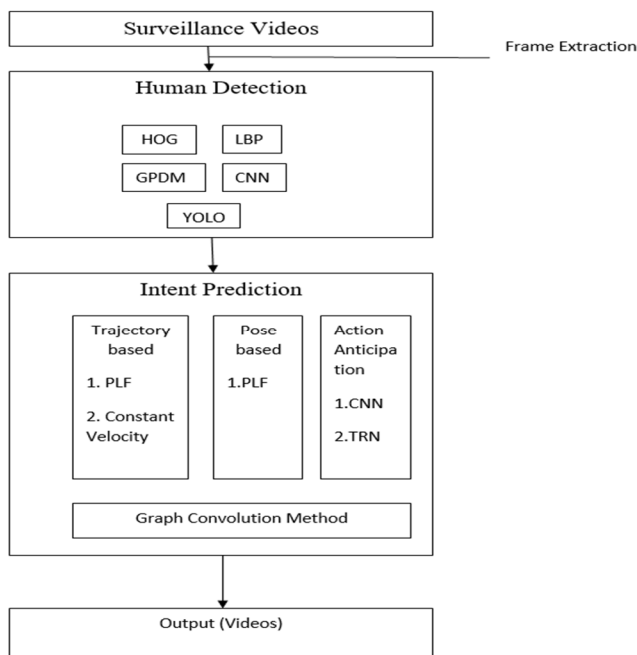 Surveillance Videos
Frame Extraction
Human Detection
HOG
LBP
GPDM
CNN
YOLO
Intent Prediction
Trajectory
based
1. PLF
2. Constant
Velocity
Pose
based
1.PLF
Action
Anticipa
tion
1.CNN
2.TRN
Graph Convolution Method
Output (Videos)